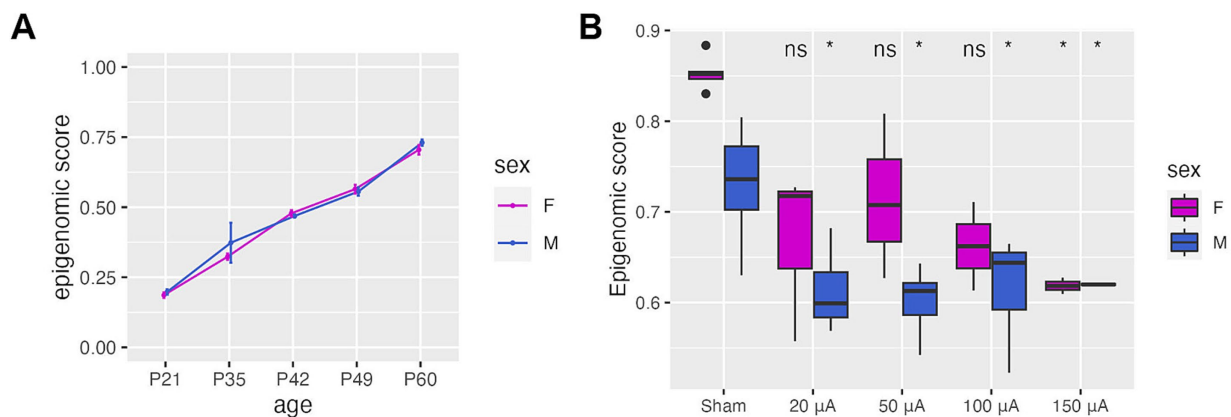 A
1.00
0.75
0.50
0.25
0.00
epigenomic score
P21 P35 P42 P49 P60
age
sex
F
M
B
0.9
0.8
0.7
0.6
Epigenomic score
ns * ns * ns * * *
Sham 20 μA 50 μA 100 μA 150 μA
sex
F
M